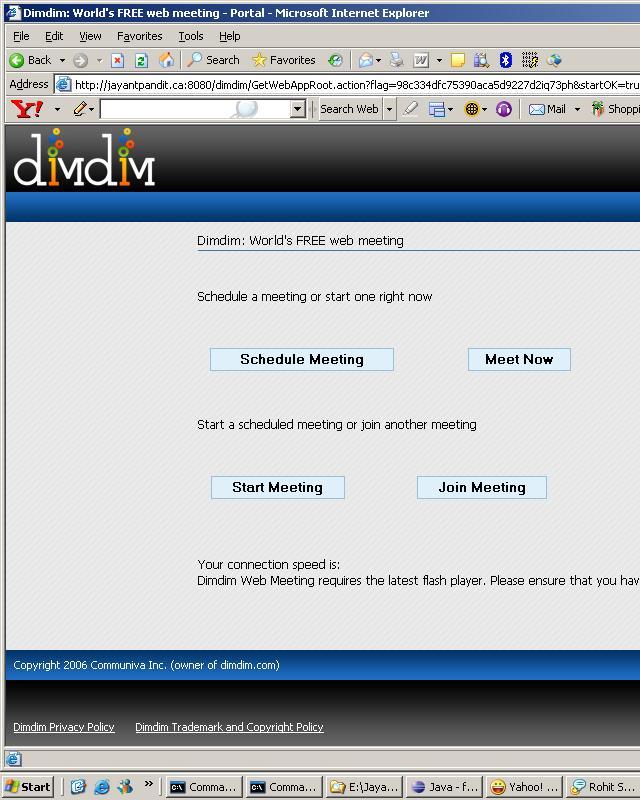 Dimdim: World's FREE web meeting - Portal - Microsoft Internet Explorer
File Edit View Favorites Tools Help
Back Search Favorites
Address http://jayantpandit.ca:8080/dimdim/GetWebAppRoot.action?flag=98c334dfc75390aca5d9227d2iq73ph&startOK=tru
Y! Search Web Mail Shoppi
dimdim
Dimdim: World's FREE web meeting
Schedule a meeting or start one right now
Schedule Meeting Meet Now
Start a scheduled meeting or join another meeting
Start Meeting Join Meeting
Your connection speed is:
Dimdim Web Meeting requires the latest flash player. Please ensure that you hav
Copyright 2006 Communiva Inc. (owner of dimdim.com)
Dimdim Privacy Policy Dimdim Trademark and Copyright Policy
Start » Comma... Comma... E:\Jaya... Java - f... Yahoo! ... Rohit S...